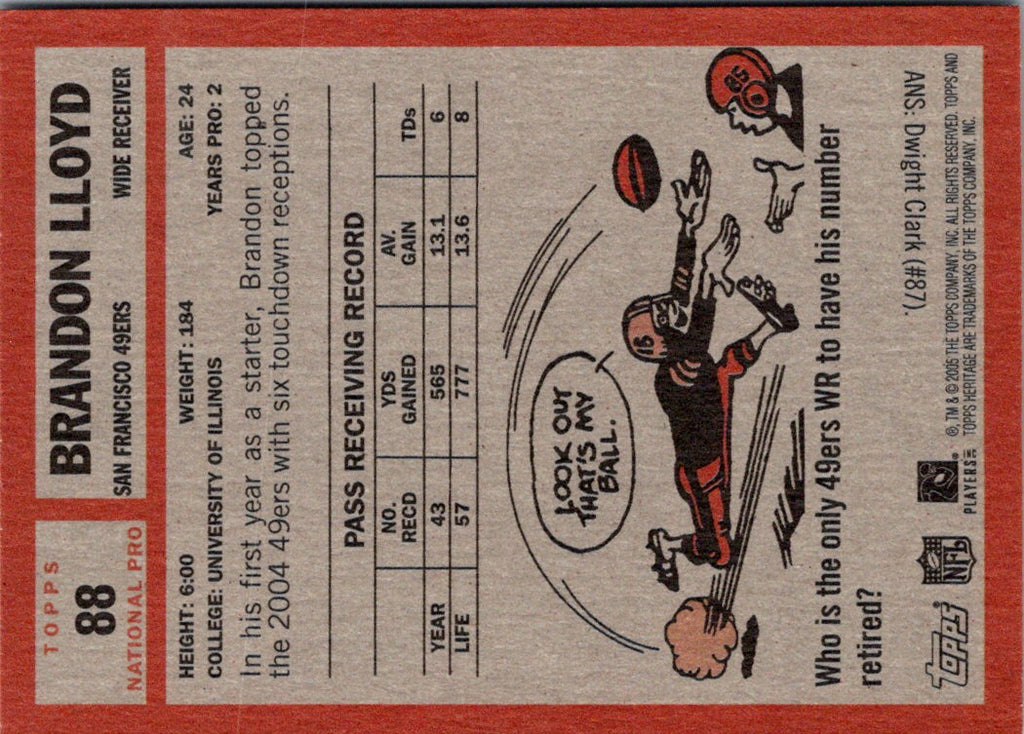 TOPPS
88
NATIONAL PRO
BRANDON LLOYD
SAN FRANCISCO 49ERS WIDE RECEIVER
HEIGHT: 6:00 WEIGHT: 184 AGE: 24
COLLEGE: UNIVERSITY OF ILLINOIS YEARS PRO: 2
In his first year as a starter, Brandon topped
the 2004 49ers with six touchdown receptions.
PASS RECEIVING RECORD
NO. RECD YDS GAINED AV. GAIN TDs
YEAR 43 565 13.1 6
LIFE 57 777 13.6 8
LOOK OUT
THAT'S MY
BALL.
15
85
Who is the only 49ers WR to have his number
retired?
ANS: Dwight Clark (#87).
topps
NFL
PLAYERS INC
®, TM & © 2005 THE TOPPS COMPANY, INC. ALL RIGHTS RESERVED. TOPPS AND
TOPPS HERITAGE ARE TRADEMARKS OF THE TOPPS COMPANY, INC.